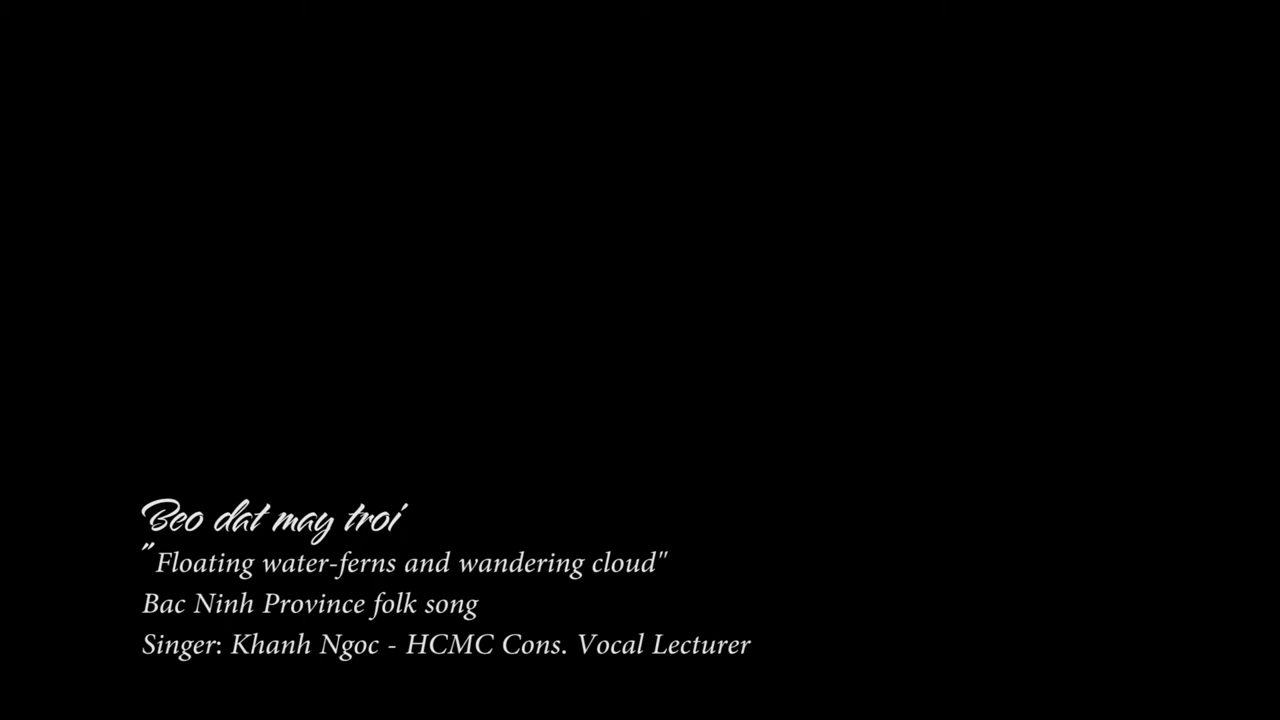 Beo dat may troi
"Floating water-ferns and wandering cloud"
Bac Ninh Province folk song
Singer: Khanh Ngoc - HCMC Cons. Vocal Lecturer